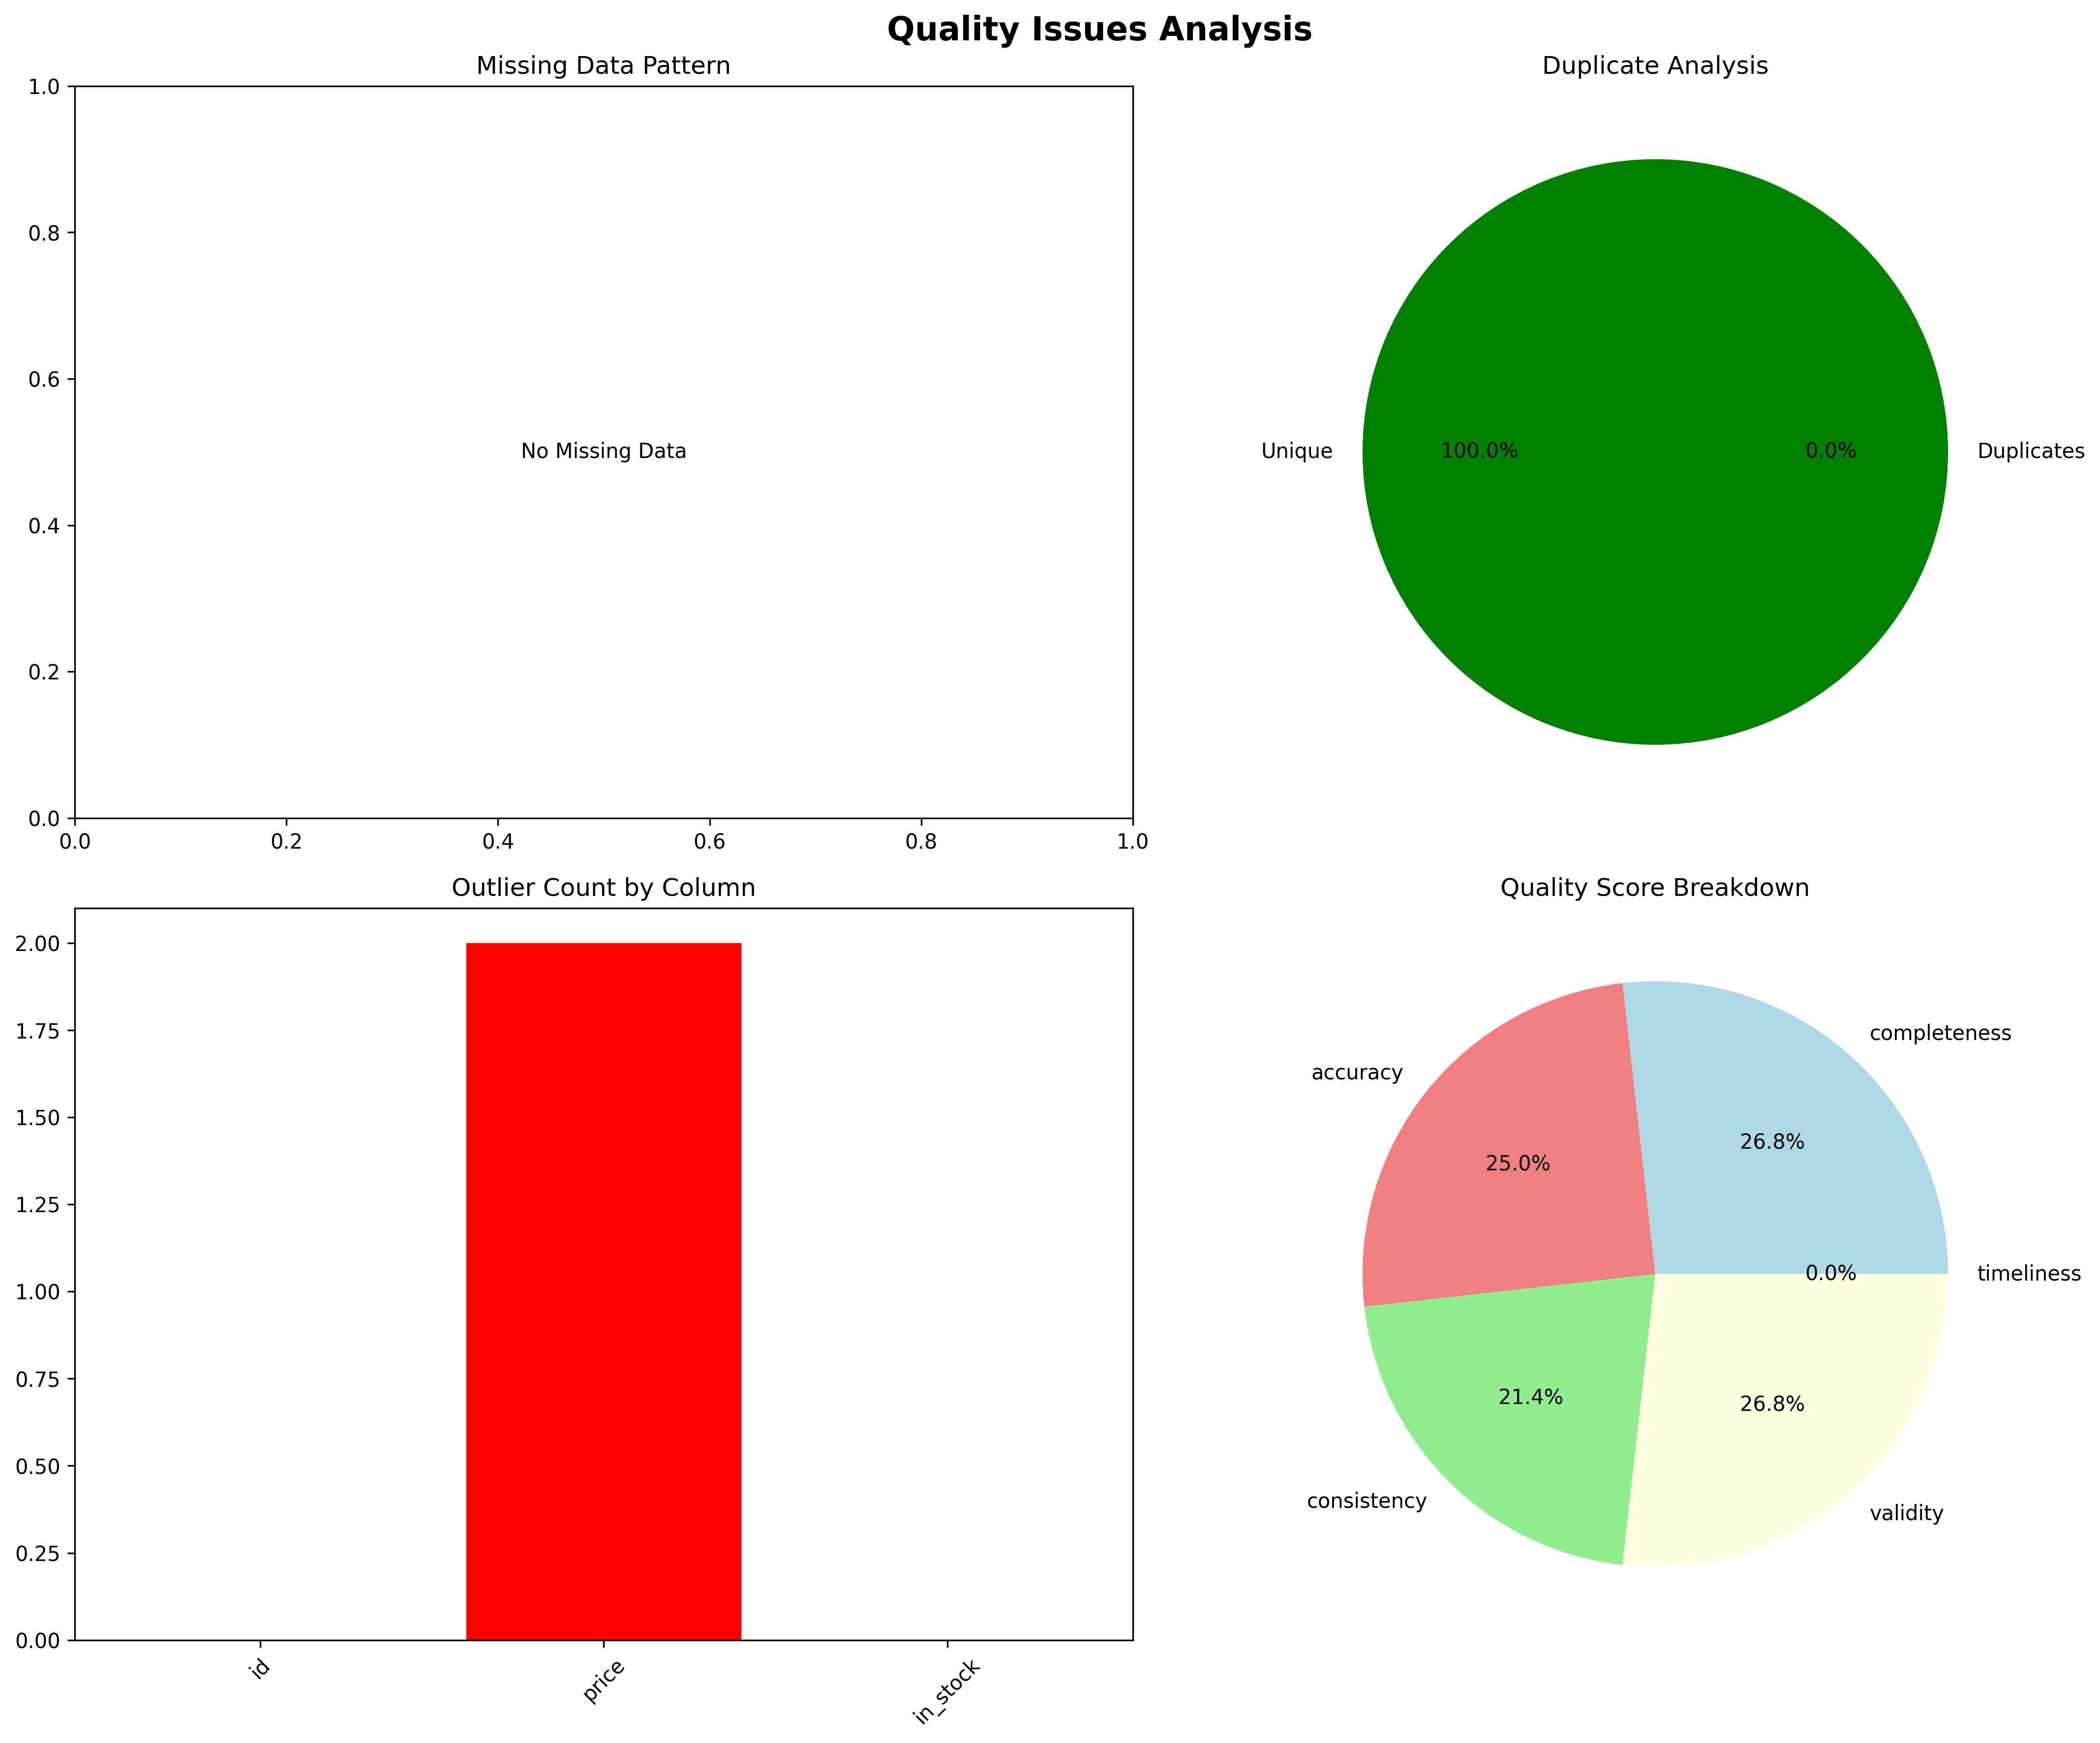 Quality Issues Analysis
Missing Data Pattern
1.0
0.8
0.6
No Missing Data
0.4
0.2
0.0
0.0 0.2 0.4 0.6 0.8 1.0
Duplicate Analysis
Unique 100.0% 0.0% Duplicates
Outlier Count by Column
2.00
1.75
1.50
1.25
1.00
0.75
0.50
0.25
0.00
id price in_stock
Quality Score Breakdown
completeness
accuracy
26.8%
25.0%
0.0% timeliness
21.4% 26.8%
consistency
validity